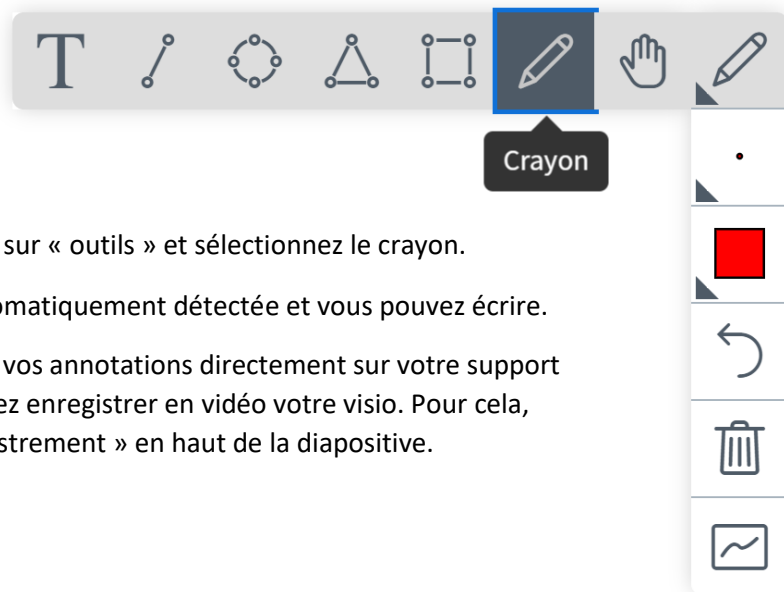 T
Crayon
sur « outils » et sélectionnez le crayon.
omatiquement détectée et vous pouvez écrire.
vos annotations directement sur votre support
ez enregistrer en vidéo votre visio. Pour cela,
strement » en haut de la diapositive.